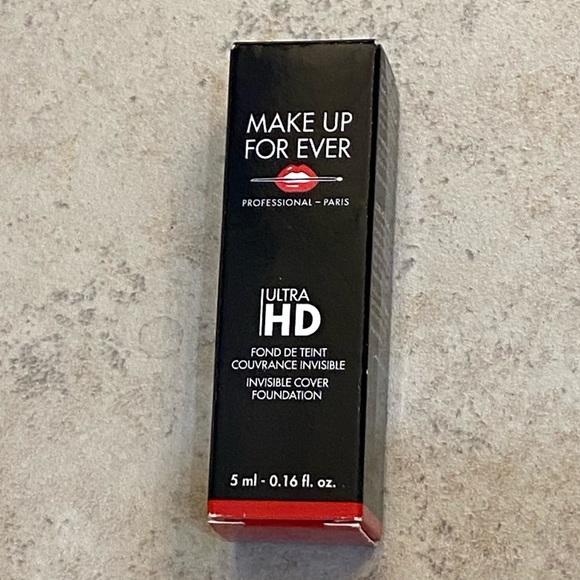 MAKE UP
FOR EVER
PROFESSIONAL – PARIS
ULTRA
HD
FOND DE TEINT
COUVRANCE INVISIBLE
INVISIBLE COVER
FOUNDATION
5 ml - 0.16 fl. oz.